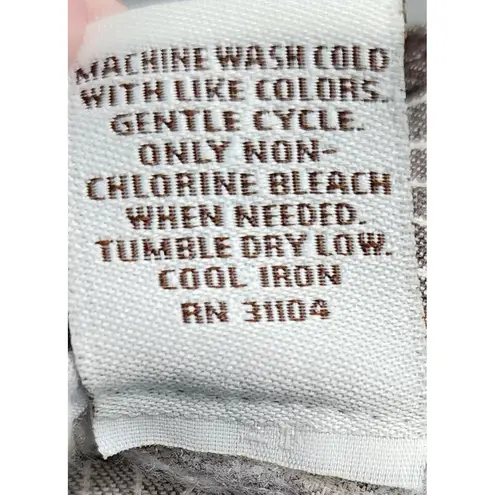 MACHINE WASH COLD
WITH LIKE COLORS.
GENTLE CYCLE.
ONLY NON-
CHLORINE BLEACH
WHEN NEEDED.
TUMBLE DRY LOW.
COOL IRON
RN 31104